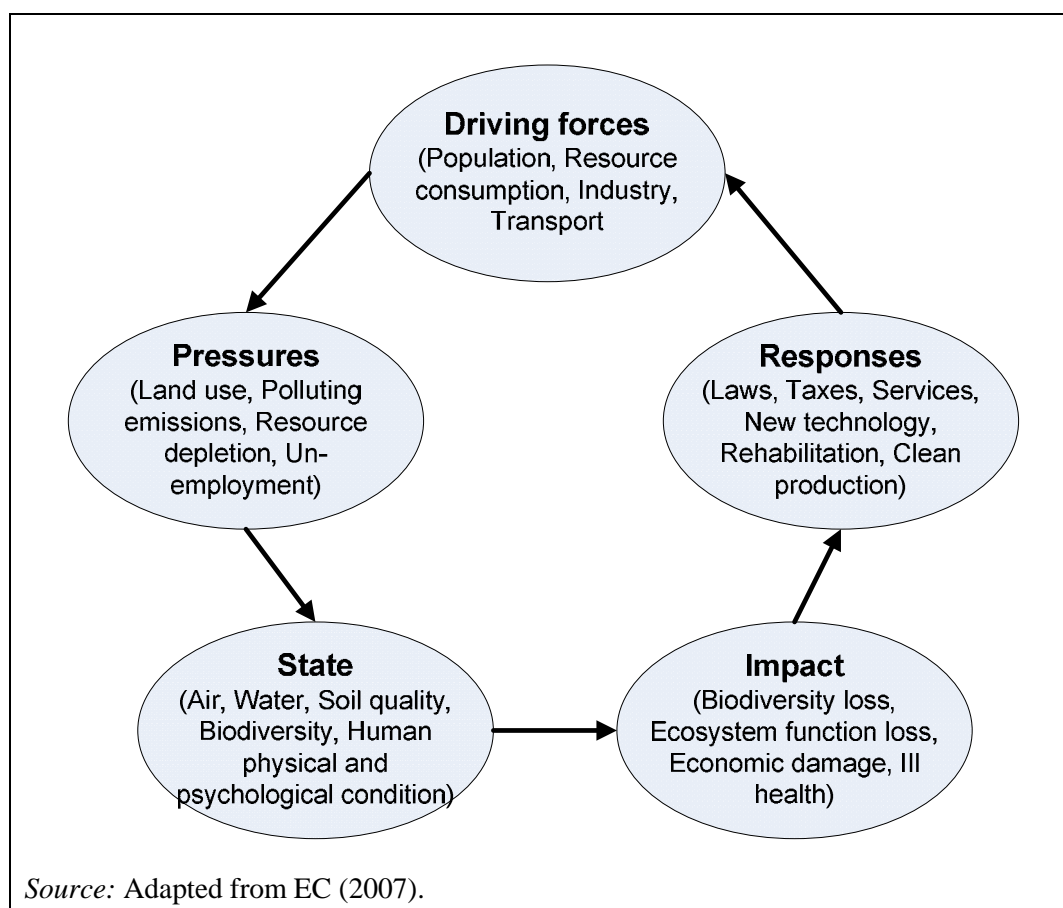 Driving forces
(Population, Resource
consumption, Industry,
Transport
Pressures
(Land use, Polluting
emissions, Resource
depletion, Un-
employment)
Responses
(Laws, Taxes, Services,
New technology,
Rehabilitation, Clean
production)
State
(Air, Water, Soil quality,
Biodiversity, Human
physical and
psychological condition)
Impact
(Biodiversity loss,
Ecosystem function loss,
Economic damage, Ill
health)
Source: Adapted from EC (2007).